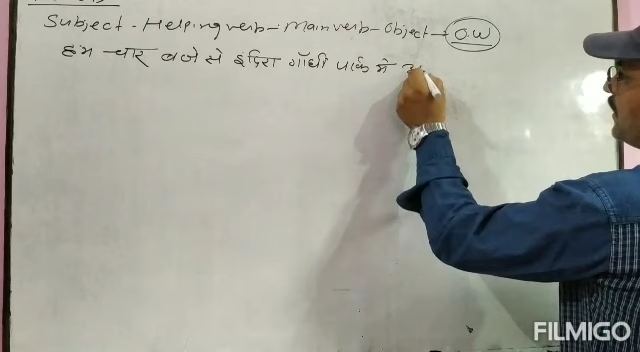 Subject - Helping verb - Main verb - Object - O.W
हम चार बजे से इंदिरा गाँधी पार्क में
FILMIGO